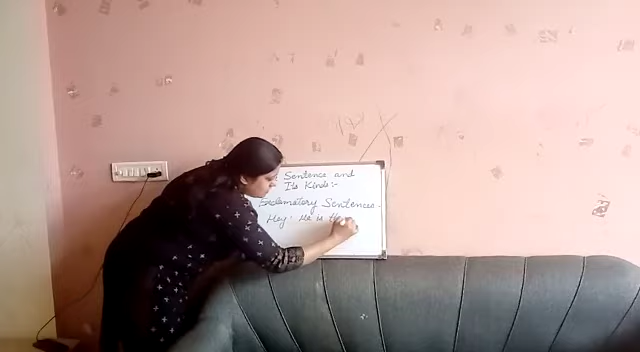 Sentence and
Its Kinds:-
Exclamatory Sentences-
Hey! He is